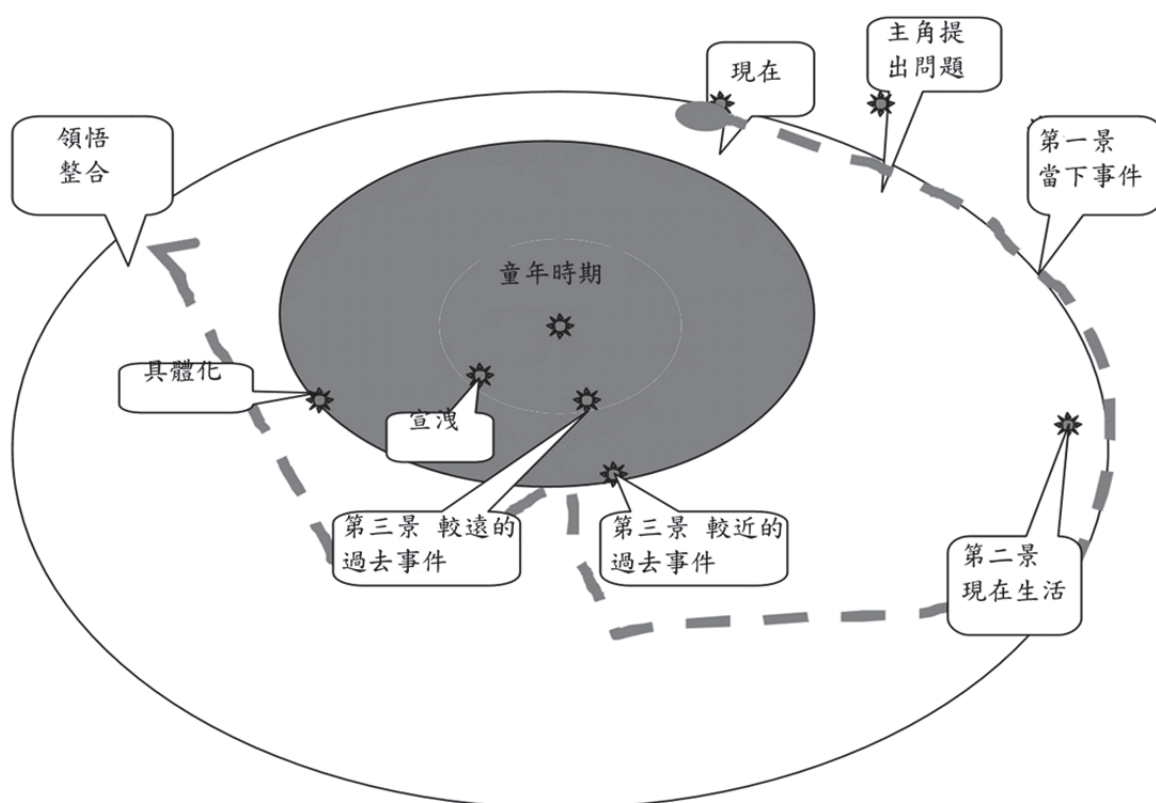 現在
主角提
出問題
第一景
當下事件
領悟
整合
童年時期
具體化
宣洩
第三景 較遠的
過去事件
第三景 較近的
過去事件
第二景
現在生活